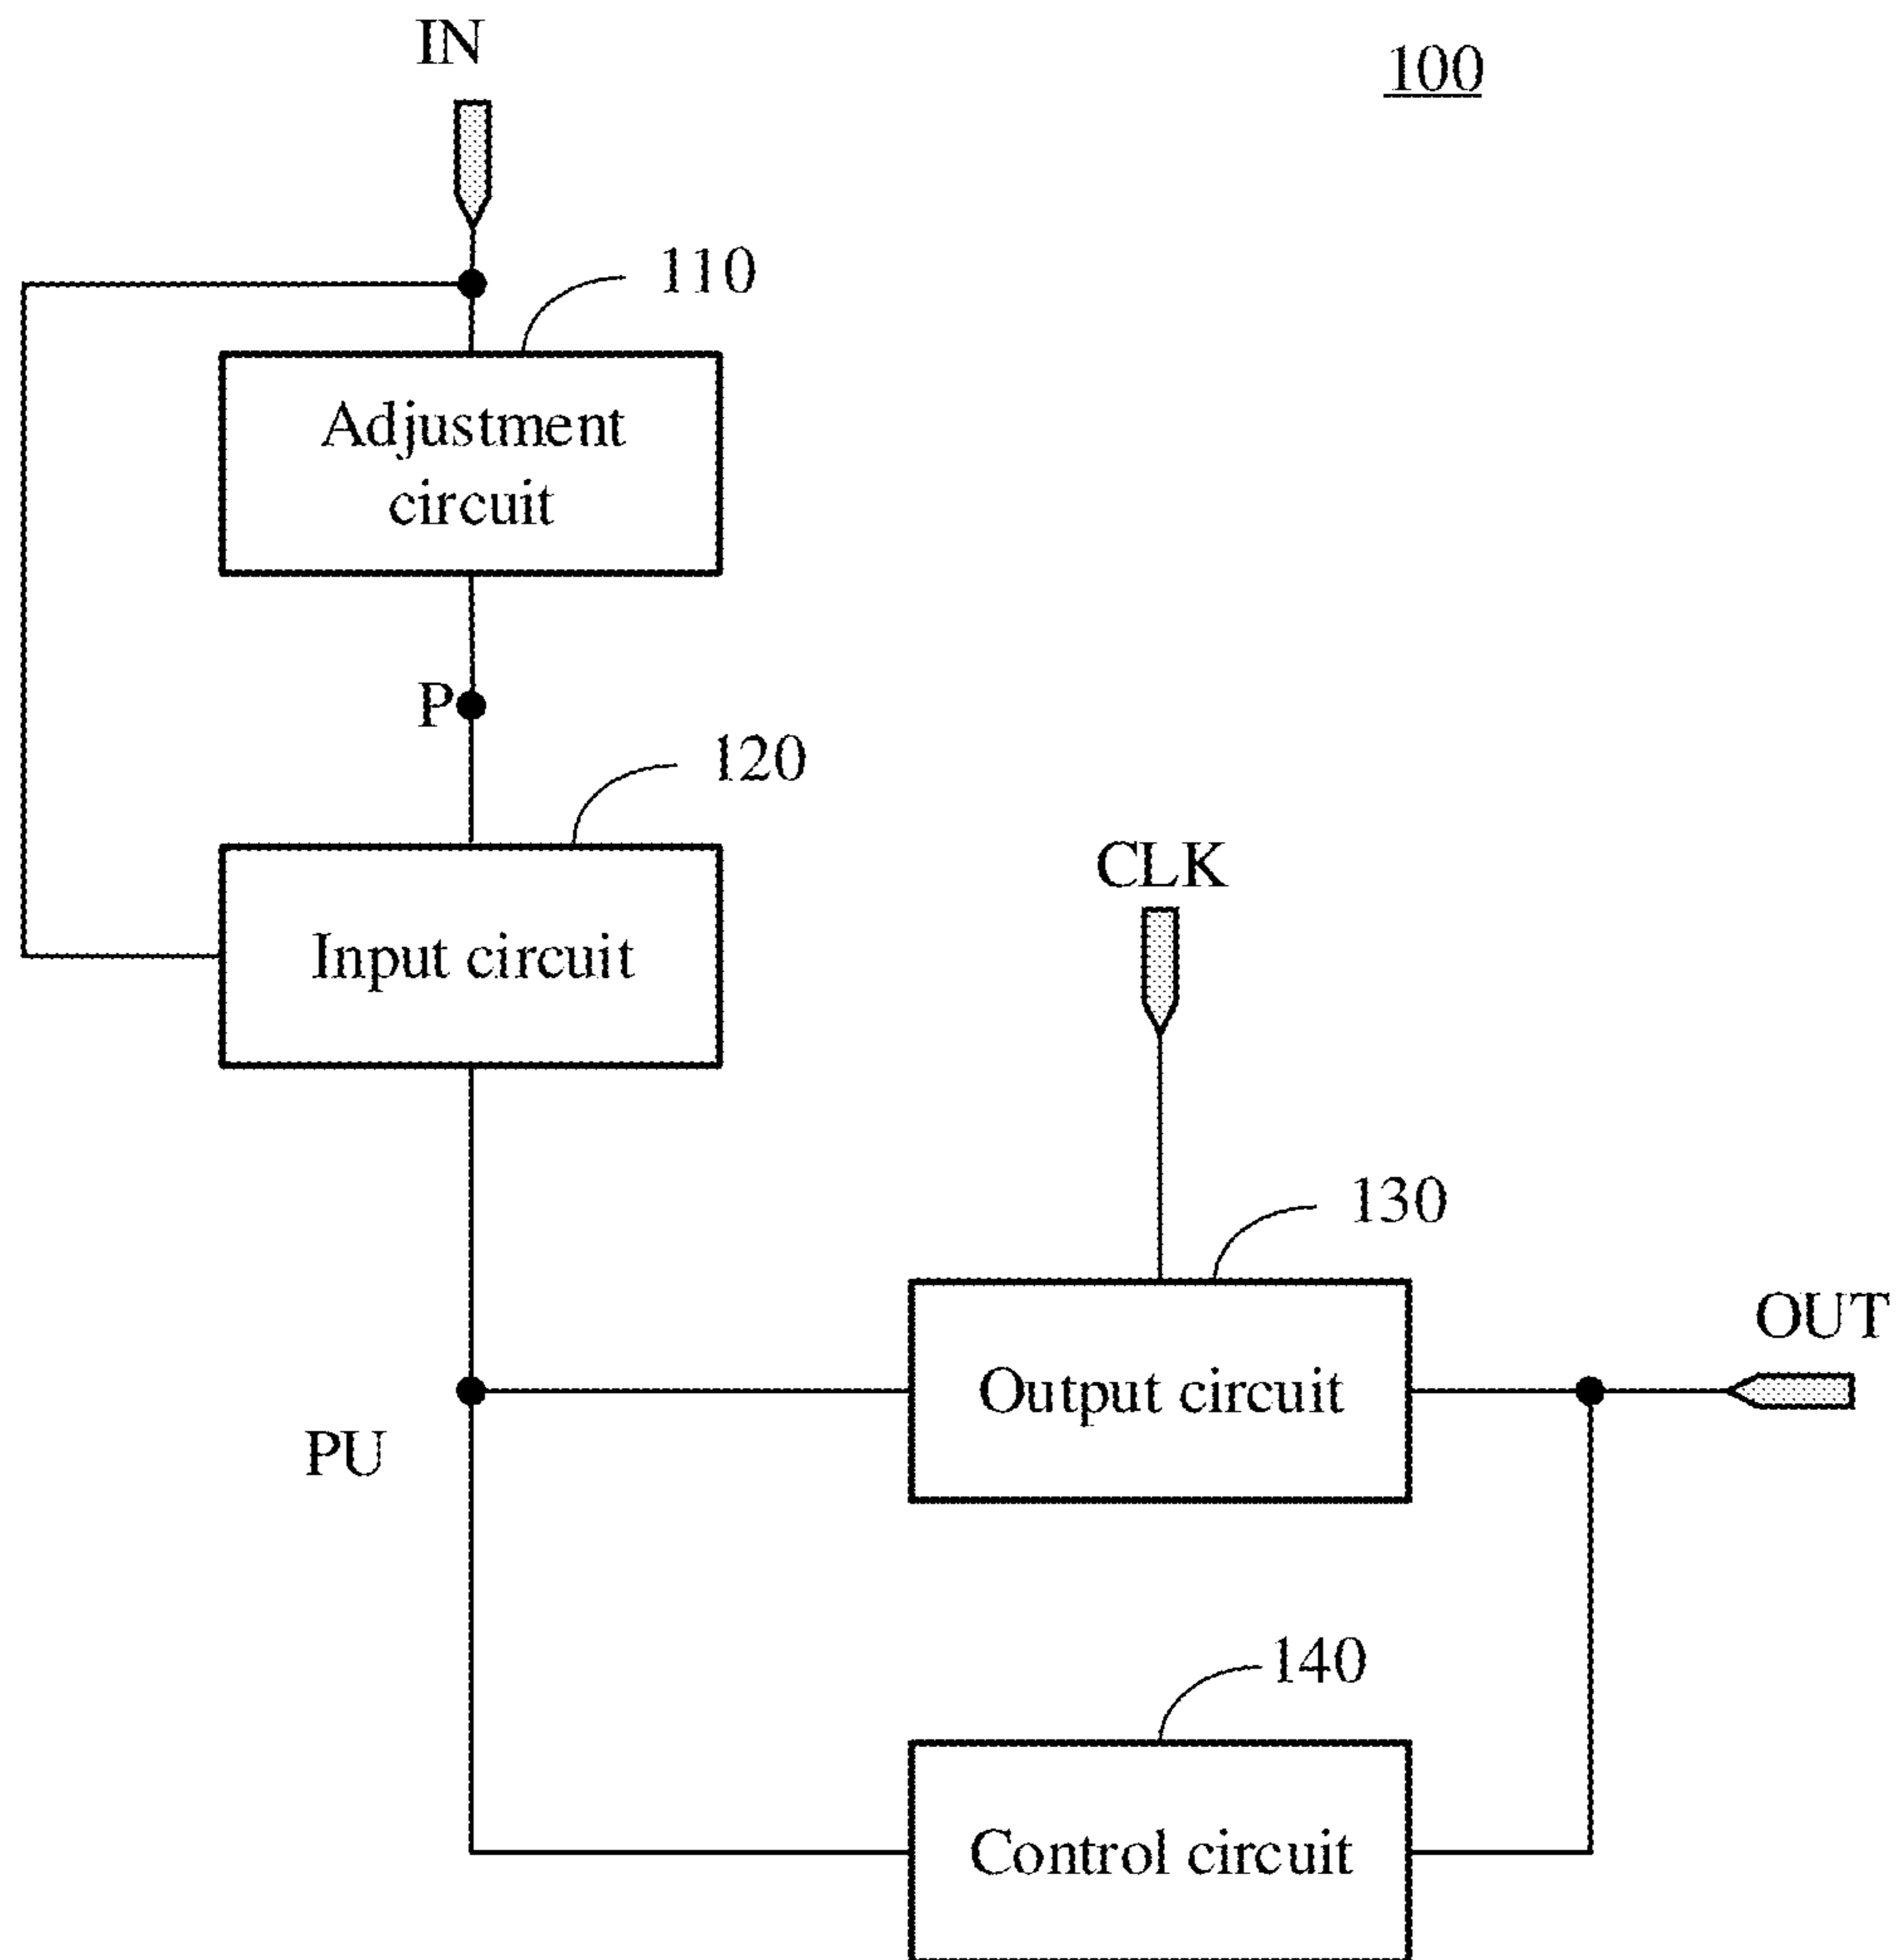 IN
100
110
Adjustment
circuit
P
120
Input circuit
CLK
130
OUT
Output circuit
PU
140
Control circuit